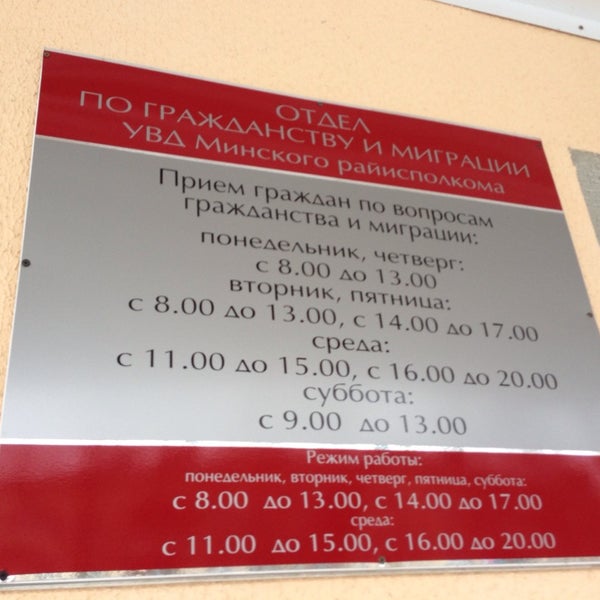 ОТДЕЛ
ПО ГРАЖДАНСТВУ И МИГРАЦИИ
УВД Минского райисполкома
Прием граждан по вопросам
гражданства и миграции:
понедельник, четверг:
с 8.00 до 13.00
вторник, пятница:
с 8.00 до 13.00, с 14.00 до 17.00
среда:
с 11.00 до 15.00, с 16.00 до 20.00
суббота:
с 9.00 до 13.00
Режим работы:
понедельник, вторник, четверг, пятница, суббота:
с 8.00 до 13.00, с 14.00 до 17.00
среда:
с 11.00 до 15.00, с 16.00 до 20.00